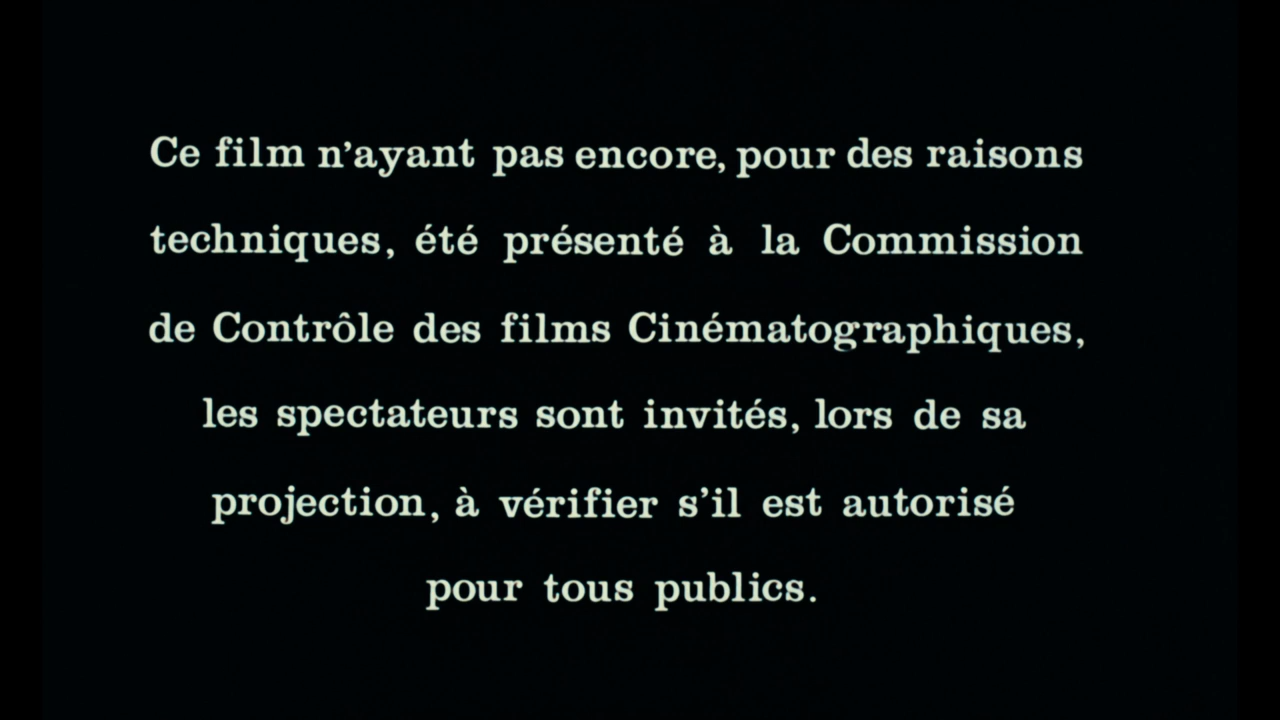 Ce film n'ayant pas encore, pour des raisons
techniques, été présenté à la Commission
de Contrôle des films Cinématographiques,
les spectateurs sont invités, lors de sa
projection, à vérifier s'il est autorisé
pour tous publics.